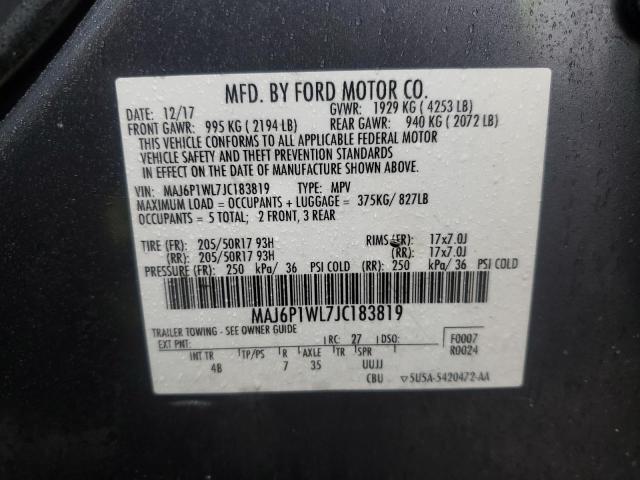 MFD. BY FORD MOTOR CO.
DATE: 12/17 GVWR: 1929 KG ( 4253 LB)
FRONT GAWR: 995 KG ( 2194 LB) REAR GAWR: 940 KG ( 2072 LB)
THIS VEHICLE CONFORMS TO ALL APPLICABLE FEDERAL MOTOR
VEHICLE SAFETY AND THEFT PREVENTION STANDARDS
IN EFFECT ON THE DATE OF MANUFACTURE SHOWN ABOVE.
VIN: MAJ6P1WL7JC183819 TYPE: MPV
MAXIMUM LOAD = OCCUPANTS + LUGGAGE = 375KG/ 827LB
OCCUPANTS = 5 TOTAL; 2 FRONT, 3 REAR
TIRE (FR): 205/50R17 93H RIMS (FR): 17x7.0J
(RR): 205/50R17 93H (RR): 17x7.0J
PRESSURE (FR): 250 kPa/ 36 PSI COLD (RR): 250 kPa/ 36 PSI COLD
MAJ6P1WL7JC183819
TRAILER TOWING - SEE OWNER GUIDE
EXT PNT: RC: 27 DSO: F0007
INT TR TP/PS R AXLE TR SPR R0024
4B 7 35 UUJJ
CBU 5U5A-5420472-AA